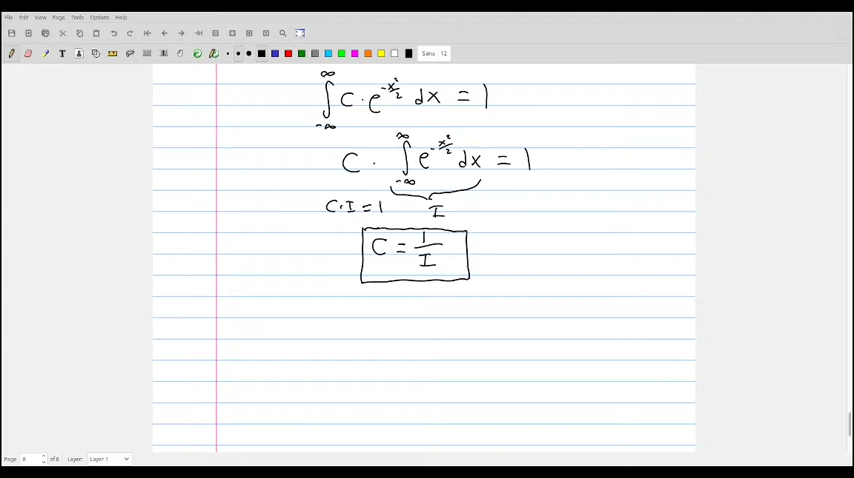 File Edit View Page Tools Options Help
T Sans 12
∫_{-∞}^{∞} C · e^{-x²/2} dx = 1
C · ∫_{-∞}^{∞} e^{-x²/2} dx = 1
C·I = 1 I
C = 1/I
Page 8 of 8 Layer: Layer 1